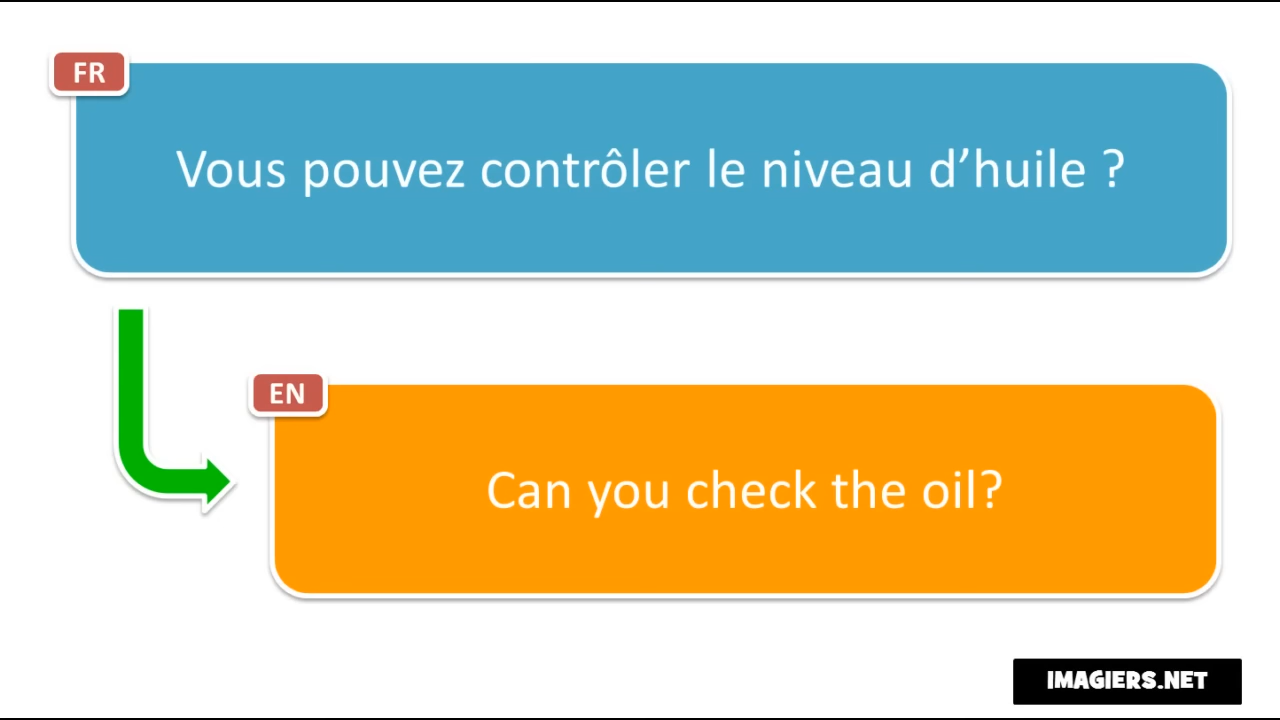 FR
Vous pouvez contrôler le niveau d’huile ?
EN
Can you check the oil?
IMAGIERS.NET